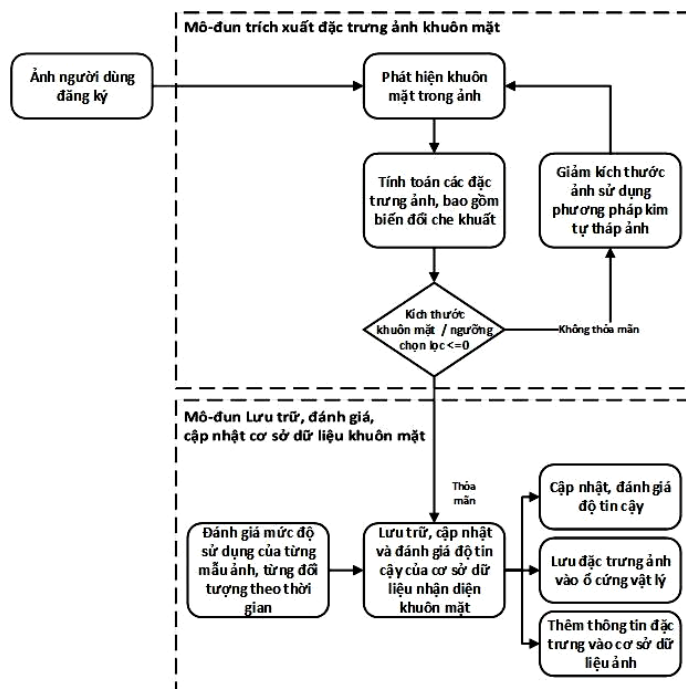 Mô-đun trích xuất đặc trưng ảnh khuôn mặt
Ảnh người dùng
đăng ký
Phát hiện khuôn
mặt trong ảnh
Tính toán các đặc
trưng ảnh, bao gồm
biến đổi che khuất
Giảm kích thước
ảnh sử dụng
phương pháp kim
tự tháp ảnh
Kích thước
khuôn mặt / ngưỡng
chọn lọc <=0
Không thỏa mãn
Mô-đun Lưu trữ, đánh giá,
cập nhật cơ sở dữ liệu khuôn mặt
Thỏa
mãn
Đánh giá mức độ
sử dụng của từng
mẫu ảnh, từng đối
tượng theo thời
gian
Lưu trữ, cập nhật
và đánh giá độ tin
cậy của cơ sở dữ
liệu nhận diện
khuôn mặt
Cập nhật, đánh giá
độ tin cậy
Lưu đặc trưng ảnh
vào ổ cứng vật lý
Thêm thông tin đặc
trưng vào cơ sở dữ
liệu ảnh